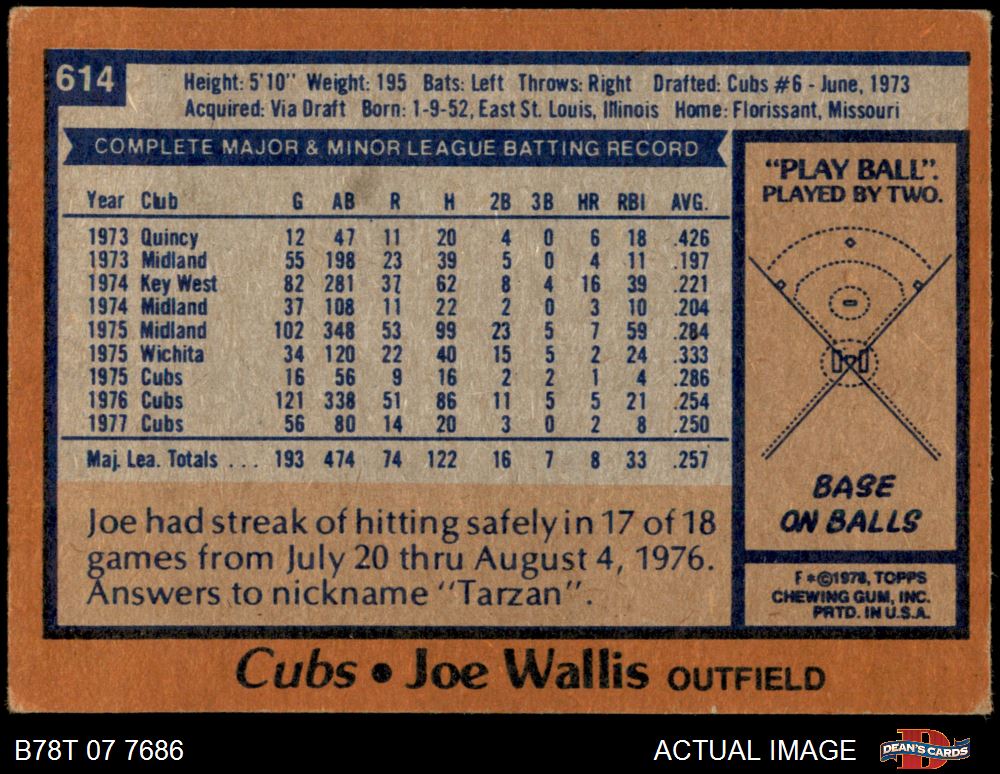 614
Height: 5'10" Weight: 195 Bats: Left Throws: Right Drafted: Cubs #6 - June, 1973
Acquired: Via Draft Born: 1-9-52, East St. Louis, Illinois Home: Florissant, Missouri
COMPLETE MAJOR & MINOR LEAGUE BATTING RECORD
Year Club G AB R H 2B 3B HR RBI AVG.
1973 Quincy 12 47 11 20 4 0 6 18 .426
1973 Midland 55 198 23 39 5 0 4 11 .197
1974 Key West 82 281 37 62 8 4 16 39 .221
1974 Midland 37 108 11 22 2 0 3 10 .204
1975 Midland 102 348 53 99 23 5 7 59 .284
1975 Wichita 34 120 22 40 15 5 2 24 .333
1975 Cubs 16 56 9 16 2 2 1 4 .286
1976 Cubs 121 338 51 86 11 5 5 21 .254
1977 Cubs 56 80 14 20 3 0 2 8 .250
Maj. Lea. Totals ... 193 474 74 122 16 7 8 33 .257
Joe had streak of hitting safely in 17 of 18
games from July 20 thru August 4, 1976.
Answers to nickname "Tarzan".
"PLAY BALL".
PLAYED BY TWO.
BASE
ON BALLS
F *©1978, TOPPS
CHEWING GUM, INC.
PRTD. IN U.S.A.
Cubs • Joe Wallis OUTFIELD
B78T 07 7686
ACTUAL IMAGE
DEAN'S CARDS